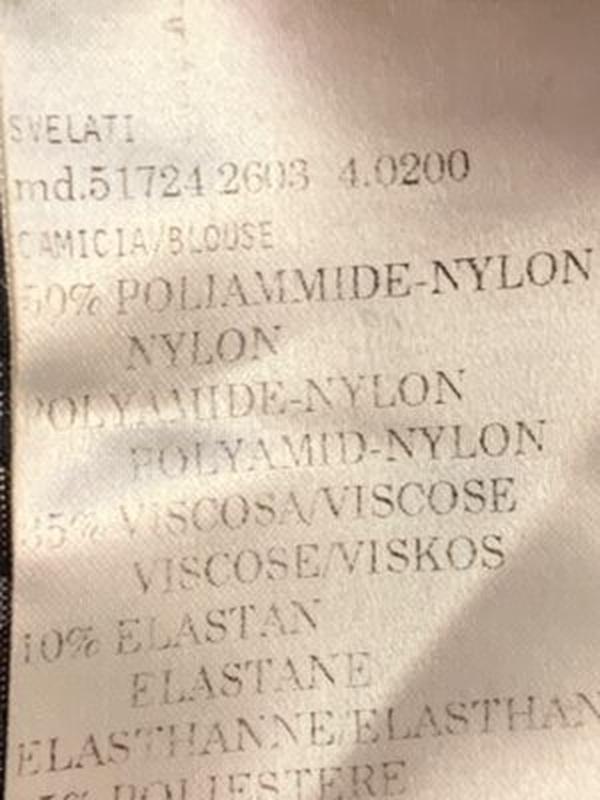 SVELATI
md.51724 2603 4.0200
CAMICIA/BLOUSE
50% POLIAMMIDE-NYLON
NYLON
POLYAMIDE-NYLON
POLYAMID-NYLON
35% VISCOSA/VISCOSE
VISCOSE/VISKOS
10% ELASTAN
ELASTANE
ELASTHANNE/ELASTHAN
5% POLIESTERE